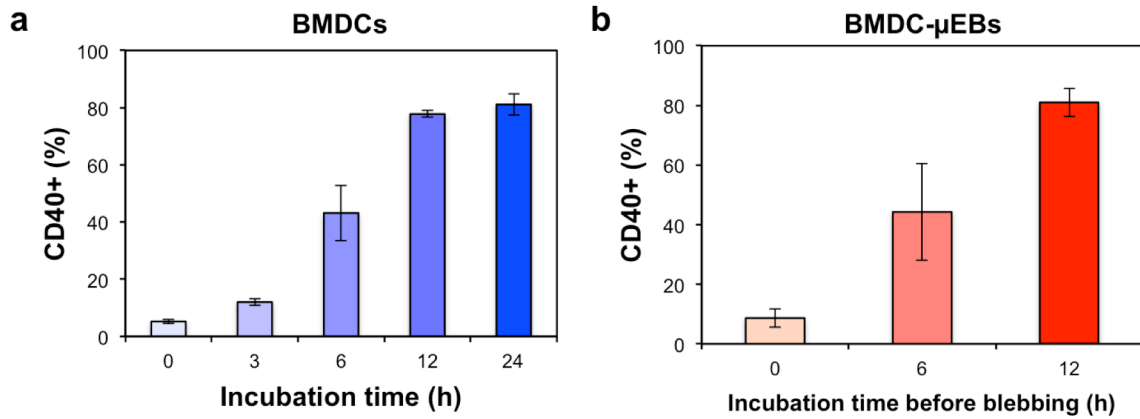 a
BMDCs
CD40+ (%)
100
80
60
40
20
0
0 3 6 12 24
Incubation time (h)
b
BMDC-µEBs
CD40+ (%)
100
80
60
40
20
0
0 6 12
Incubation time before blebbing (h)